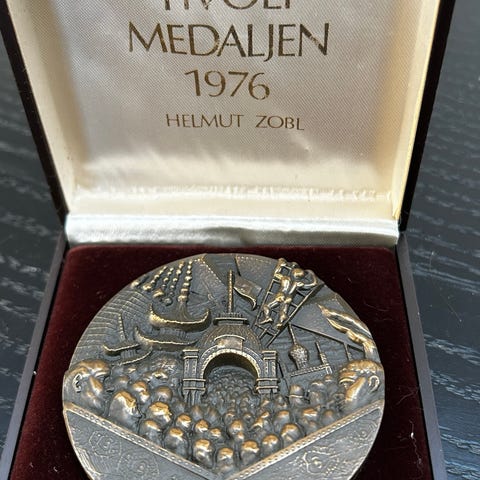 TIVOLI
MEDALJEN
1976
HELMUT ZOBL